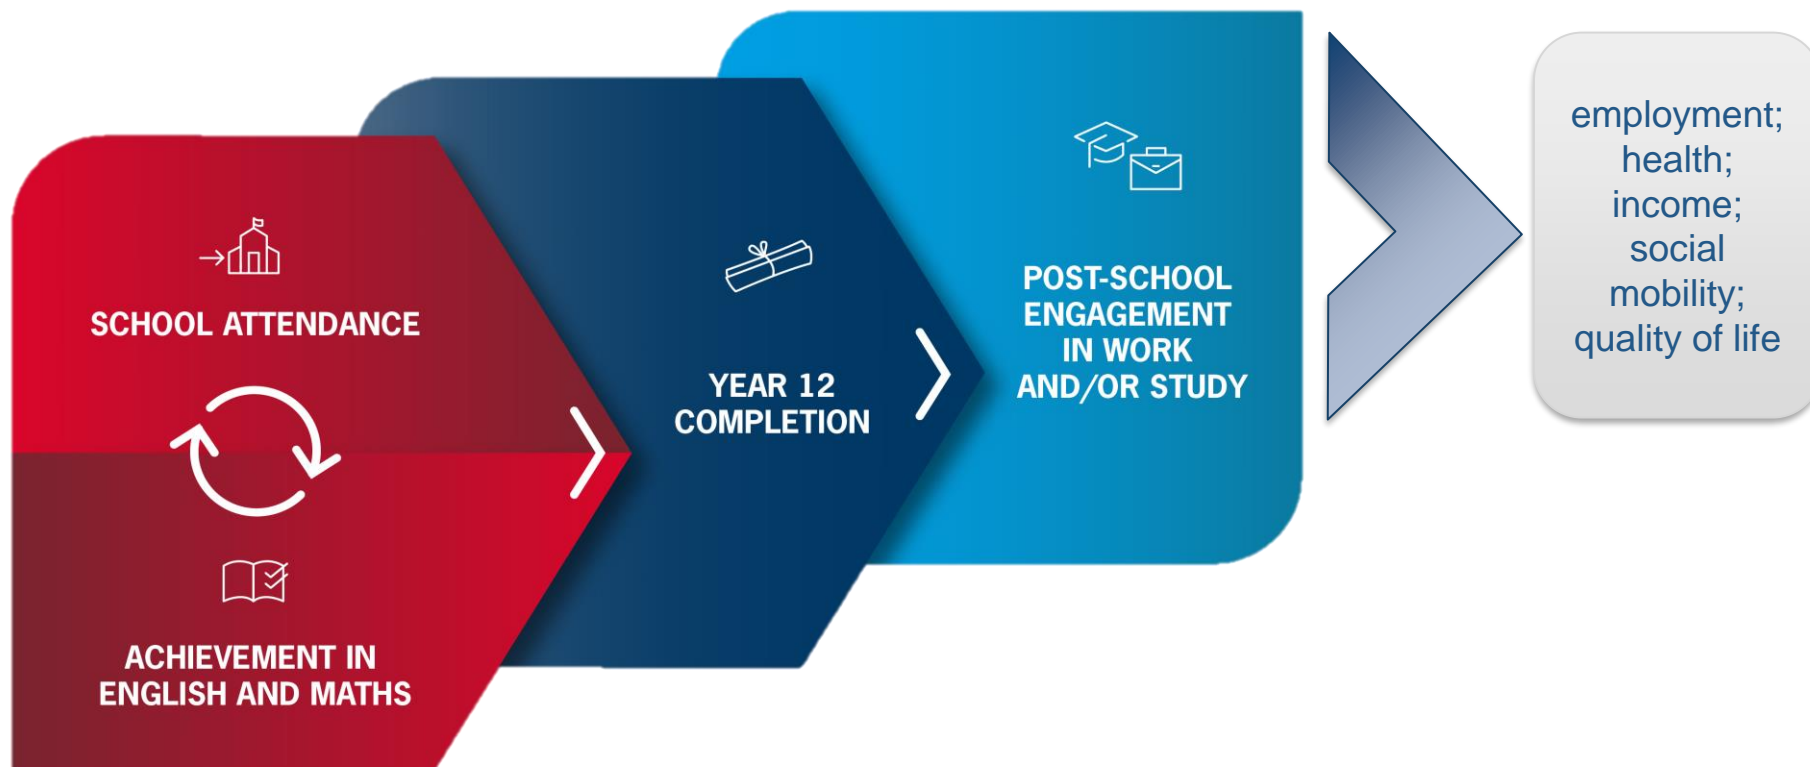 SCHOOL ATTENDANCE
ACHIEVEMENT IN
ENGLISH AND MATHS
YEAR 12
COMPLETION
POST-SCHOOL
ENGAGEMENT
IN WORK
AND/OR STUDY
employment;
health;
income;
social
mobility;
quality of life